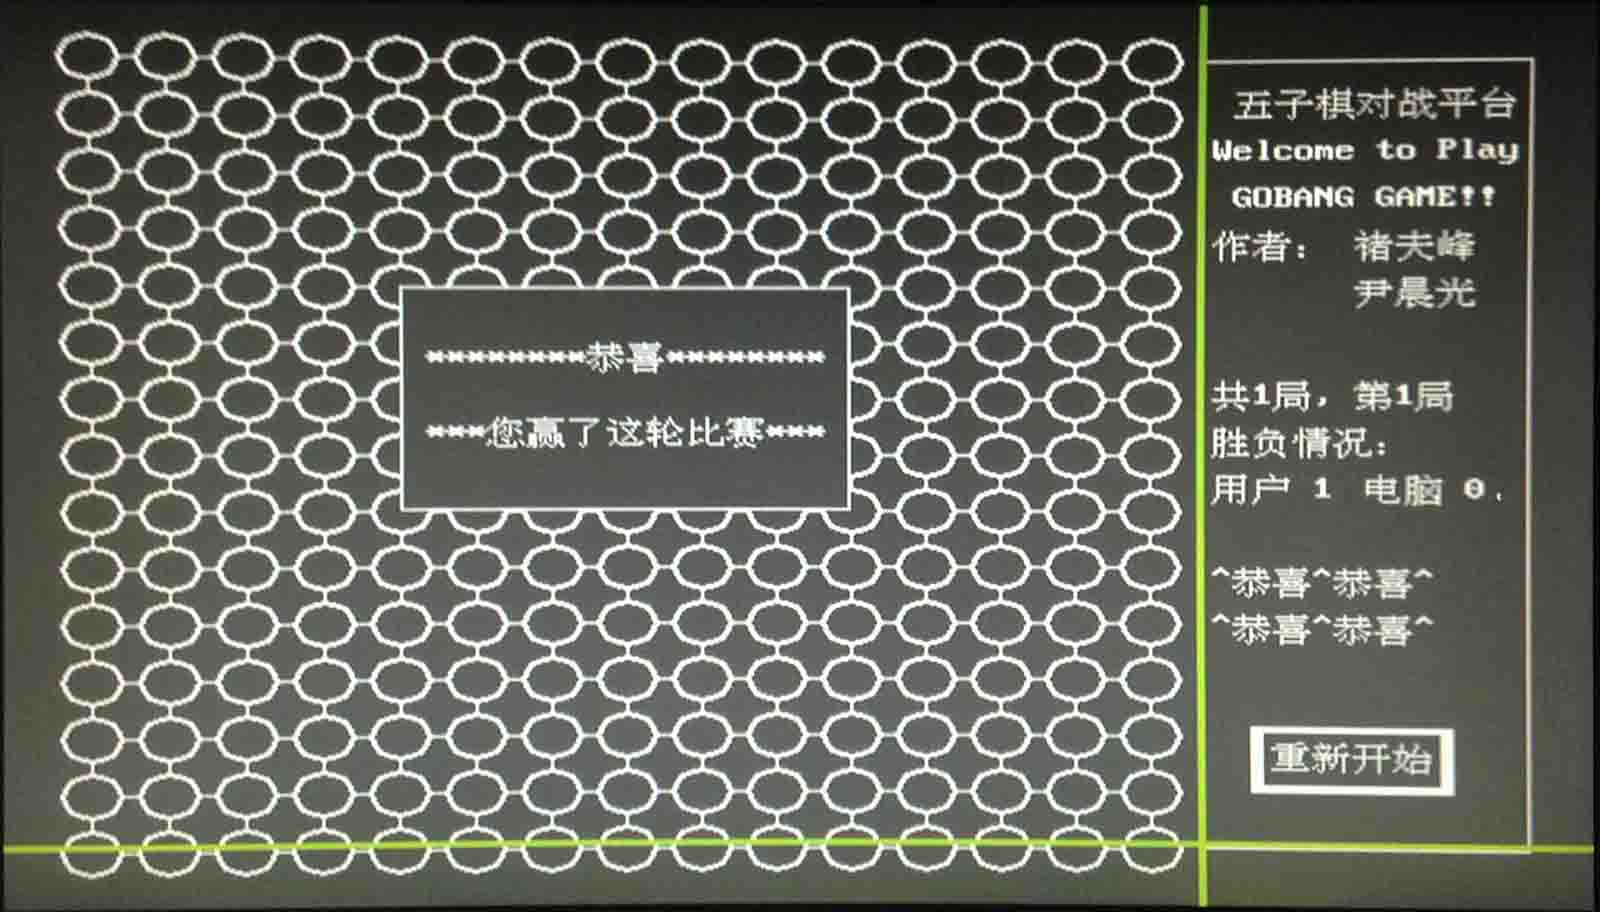 ********恭喜********
***您赢了这轮比赛***
五子棋对战平台
Welcome to Play
GOBANG GAME!!
作者： 褚夫峰
尹晨光
共1局，第1局
胜负情况：
用户 1 电脑 0.
^恭喜^恭喜^
^恭喜^恭喜^
重新开始